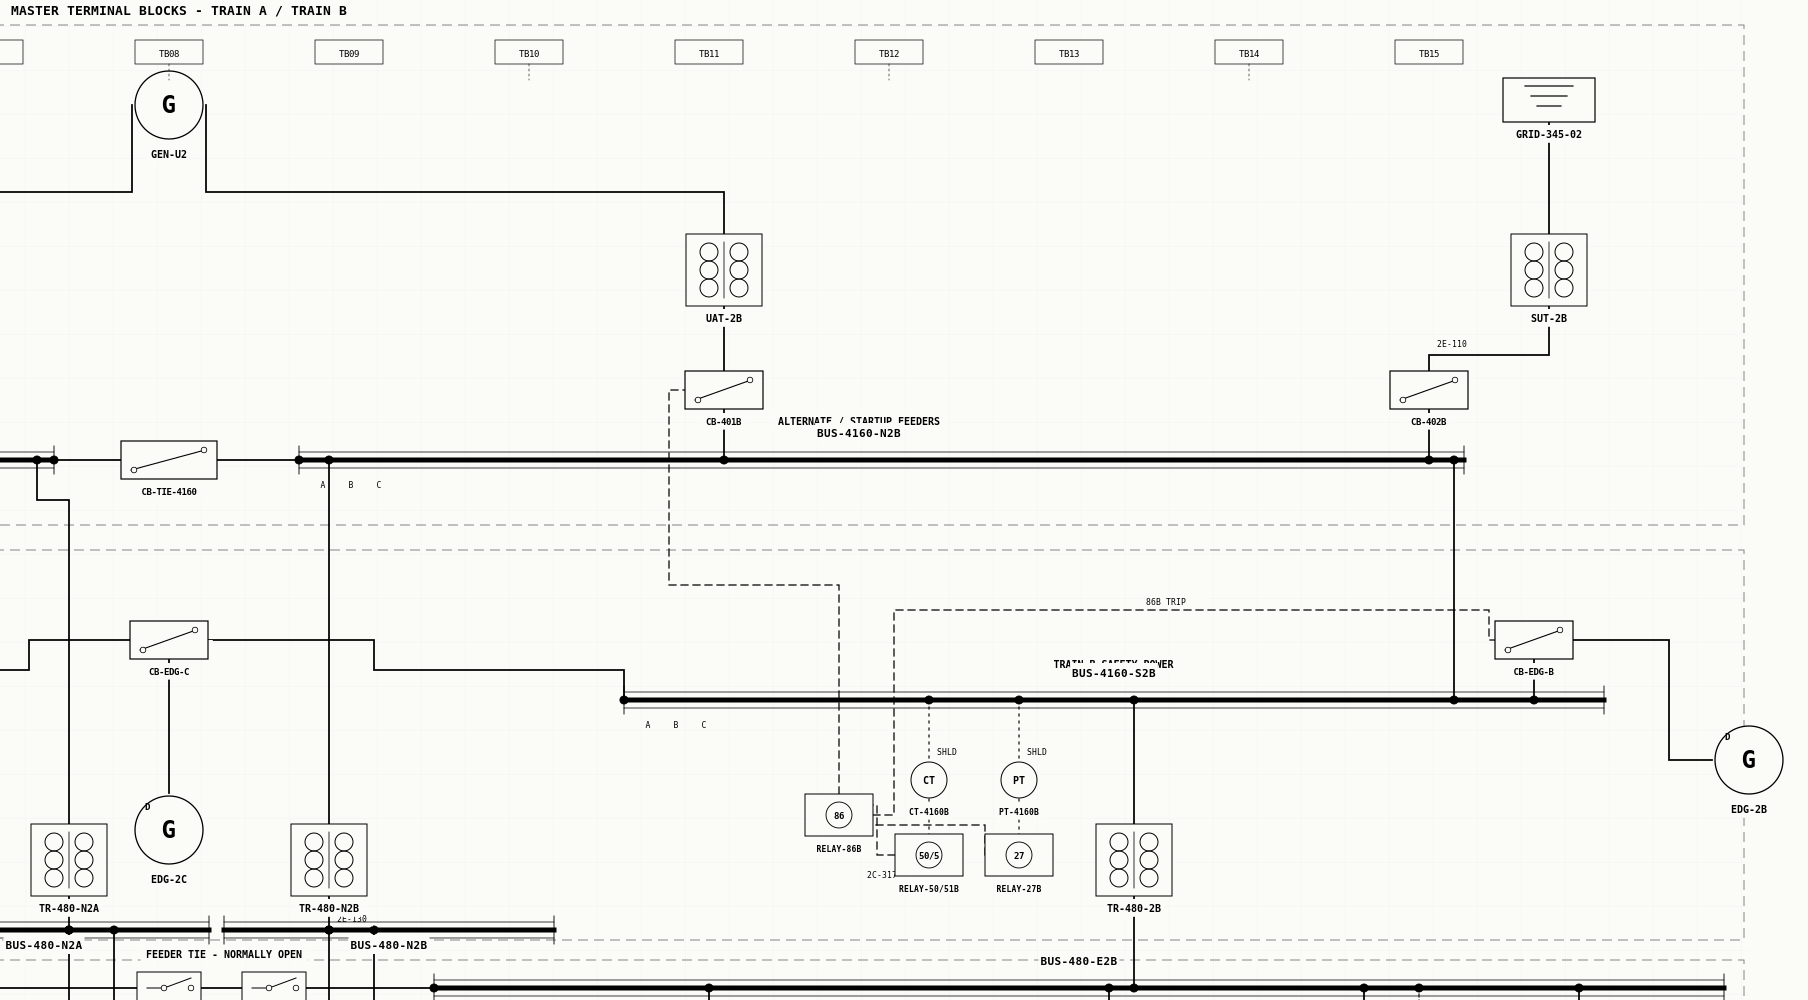 MASTER TERMINAL BLOCKS - TRAIN A / TRAIN B
TB08
TB09
TB10
TB11
TB12
TB13
TB14
TB15
G
GEN-U2
GRID-345-02
UAT-2B
SUT-2B
2E-110
CB-401B
ALTERNATE / STARTUP FEEDERS
BUS-4160-N2B
CB-402B
CB-TIE-4160
A B C
86B TRIP
CB-EDG-C
TRAIN B SAFETY POWER
BUS-4160-S2B
CB-EDG-B
A B C
D
G
EDG-2B
SHLD
SHLD
CT
PT
CT-4160B
PT-4160B
D
G
EDG-2C
86
RELAY-86B
50/5
27
2C-317
RELAY-50/51B
RELAY-27B
TR-480-N2A
TR-480-N2B
TR-480-2B
2E-130
BUS-480-N2A
BUS-480-N2B
FEEDER TIE - NORMALLY OPEN
BUS-480-E2B